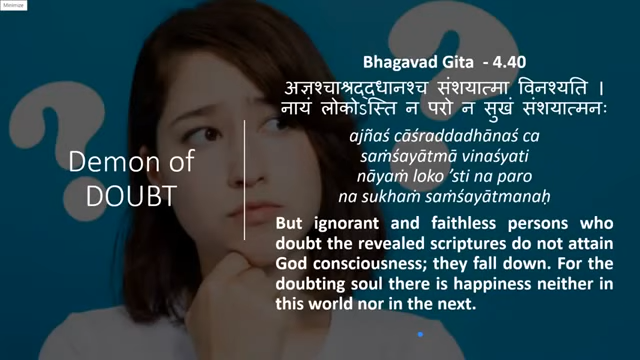 Minimize
Demon of
DOUBT
Bhagavad Gita - 4.40
अज्ञश्चाश्रद्दधानश्च संशयात्मा विनश्यति ।
नायं लोकोऽस्ति न परो न सुखं संशयात्मनः
ajñaś cāśraddadhānaś ca
saṁśayātmā vinaśyati
nāyaṁ loko ’sti na paro
na sukhaṁ saṁśayātmanaḥ
But ignorant and faithless persons who
doubt the revealed scriptures do not attain
God consciousness; they fall down. For the
doubting soul there is happiness neither in
this world nor in the next.